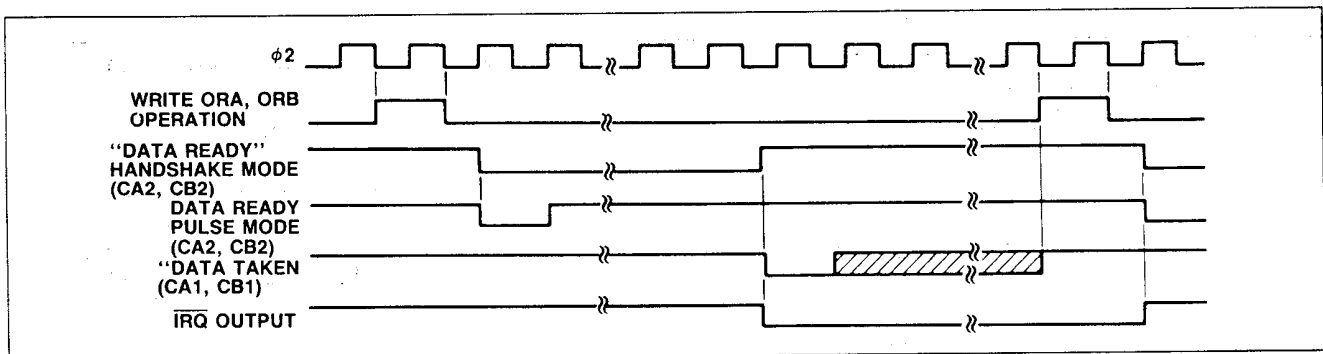 φ2
WRITE ORA, ORB
OPERATION
"DATA READY"
HANDSHAKE MODE
(CA2, CB2)
DATA READY
PULSE MODE
(CA2, CB2)
"DATA TAKEN
(CA1, CB1)
IRQ OUTPUT